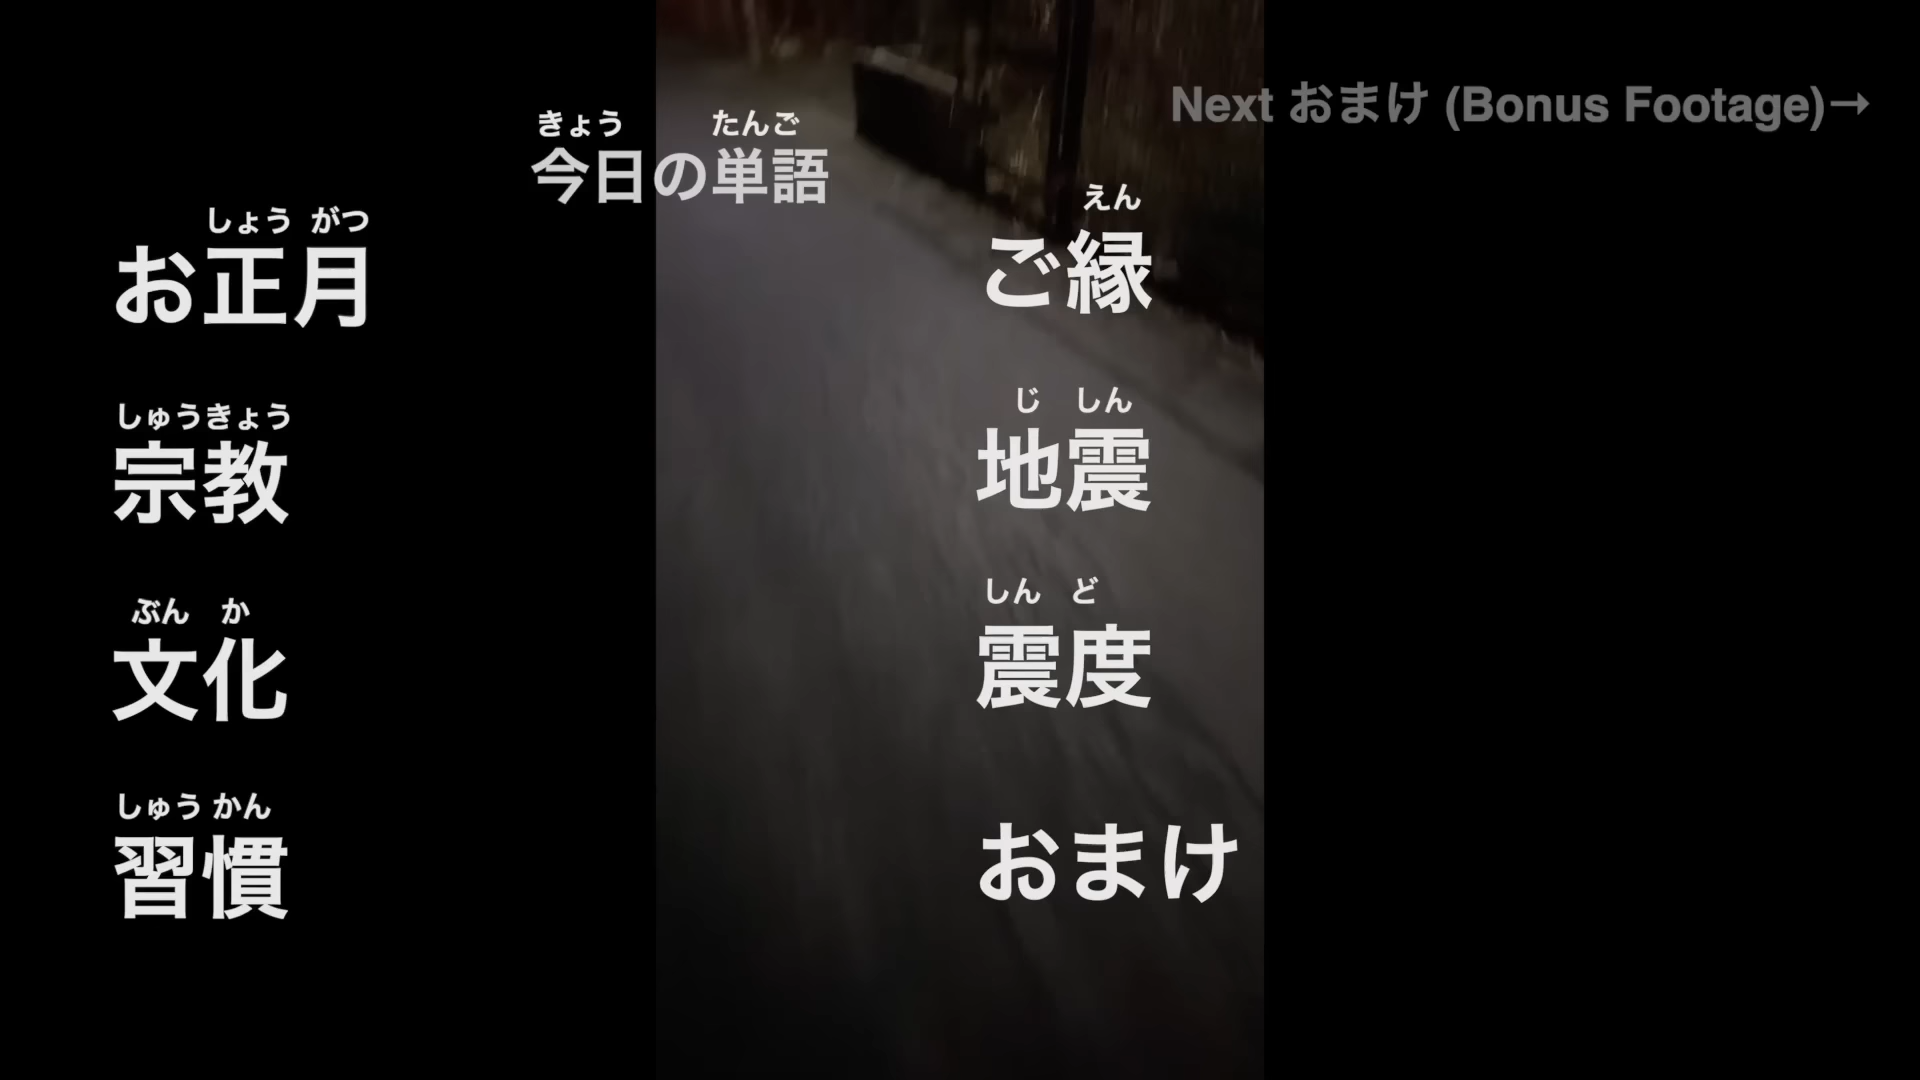 Next おまけ (Bonus Footage)→
きょう たんご
今日の単語
しょう がつ
お正月
しゅうきょう
宗教
ぶん か
文化
しゅう かん
習慣
えん
ご縁
じ しん
地震
しん ど
震度
おまけ